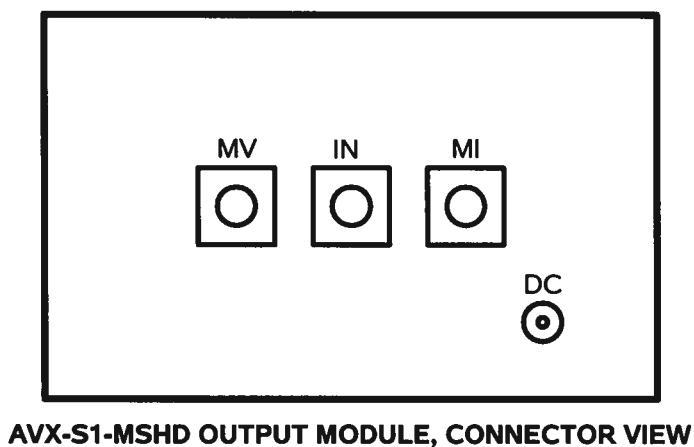 MV IN MI
DC
AVX-S1-MSHD OUTPUT MODULE, CONNECTOR VIEW